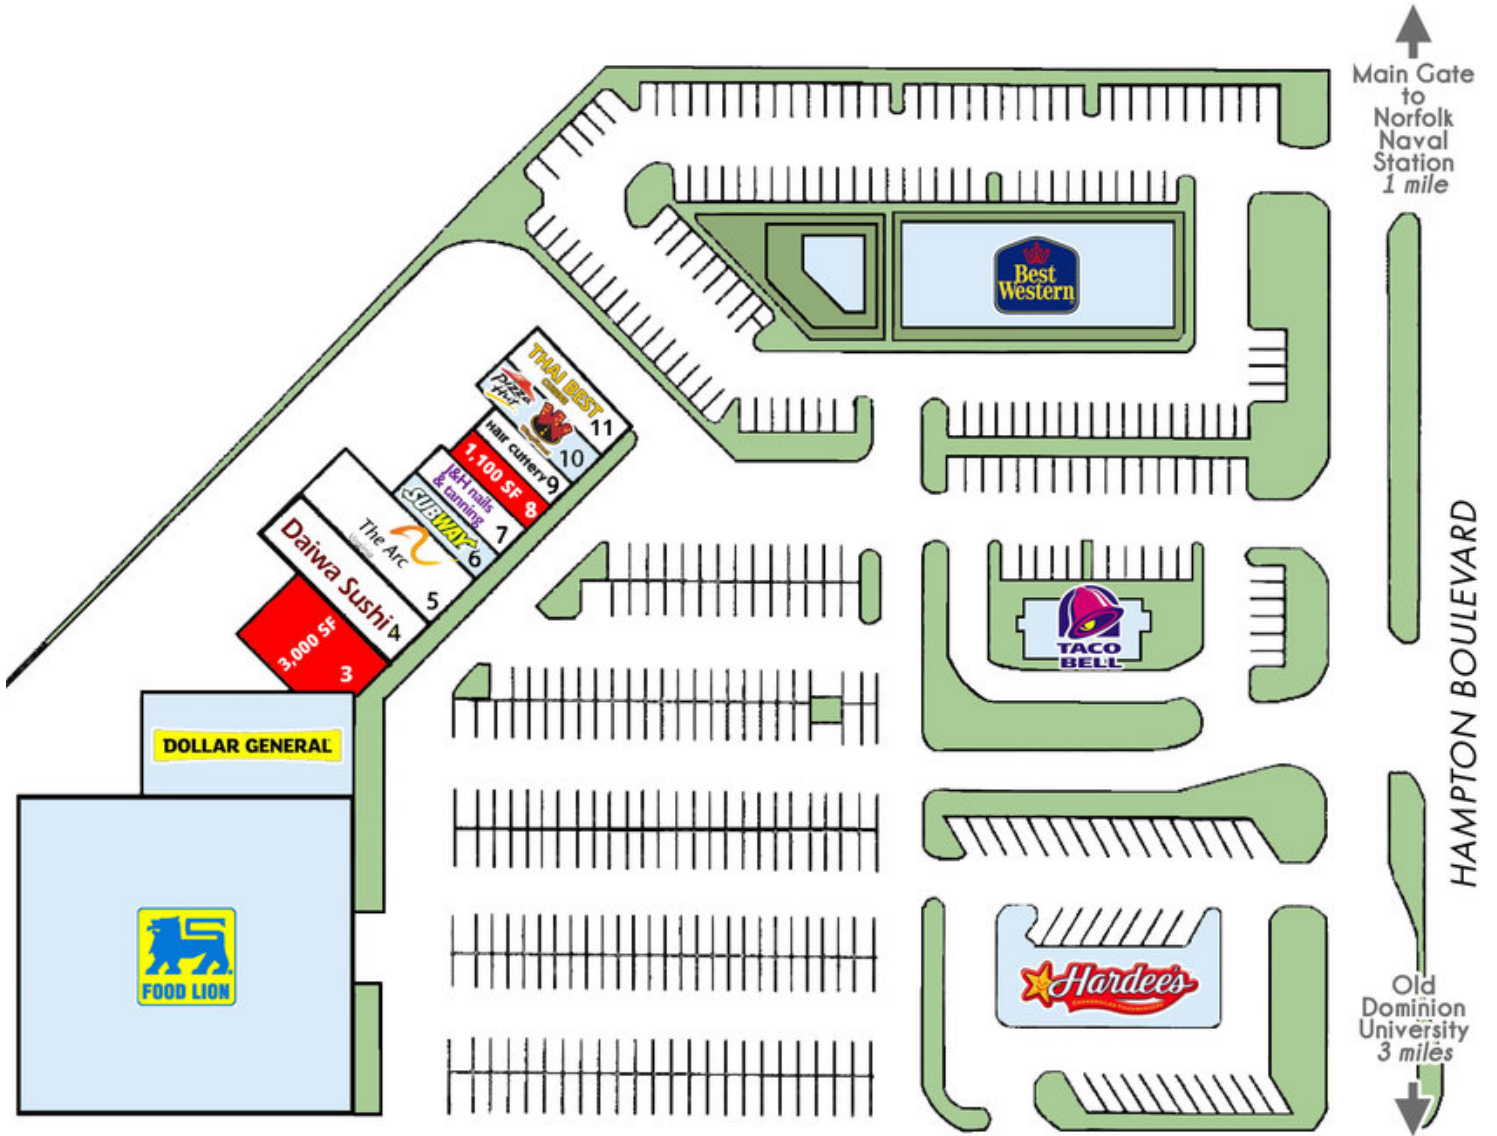 Main Gate
to
Norfolk
Naval
Station
1 mile
Best
Western
THAI BEST
CUISINE
11
Pizza
Hut
10
Hair cuttery 9
1,100 SF 8
J&H nails
& tanning
7
SUBWAY
6
The Arc
5
Daiwa Sushi 4
3,000 SF
3
DOLLAR GENERAL
FOOD LION
TACO
BELL
Hardee's
HAMPTON BOULEVARD
Old
Dominion
University
3 miles